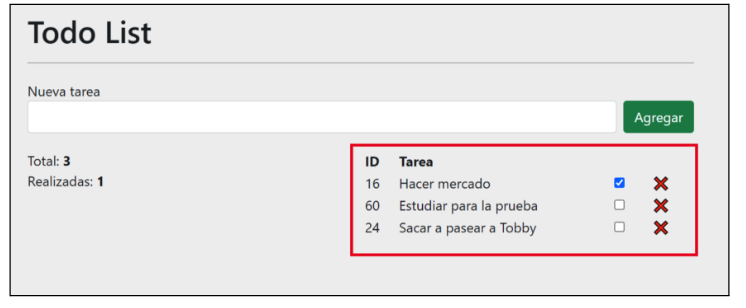 Todo List
Nueva tarea
Agregar
Total: 3
Realizadas: 1
ID Tarea
16 Hacer mercado
60 Estudiar para la prueba
24 Sacar a pasear a Tobby